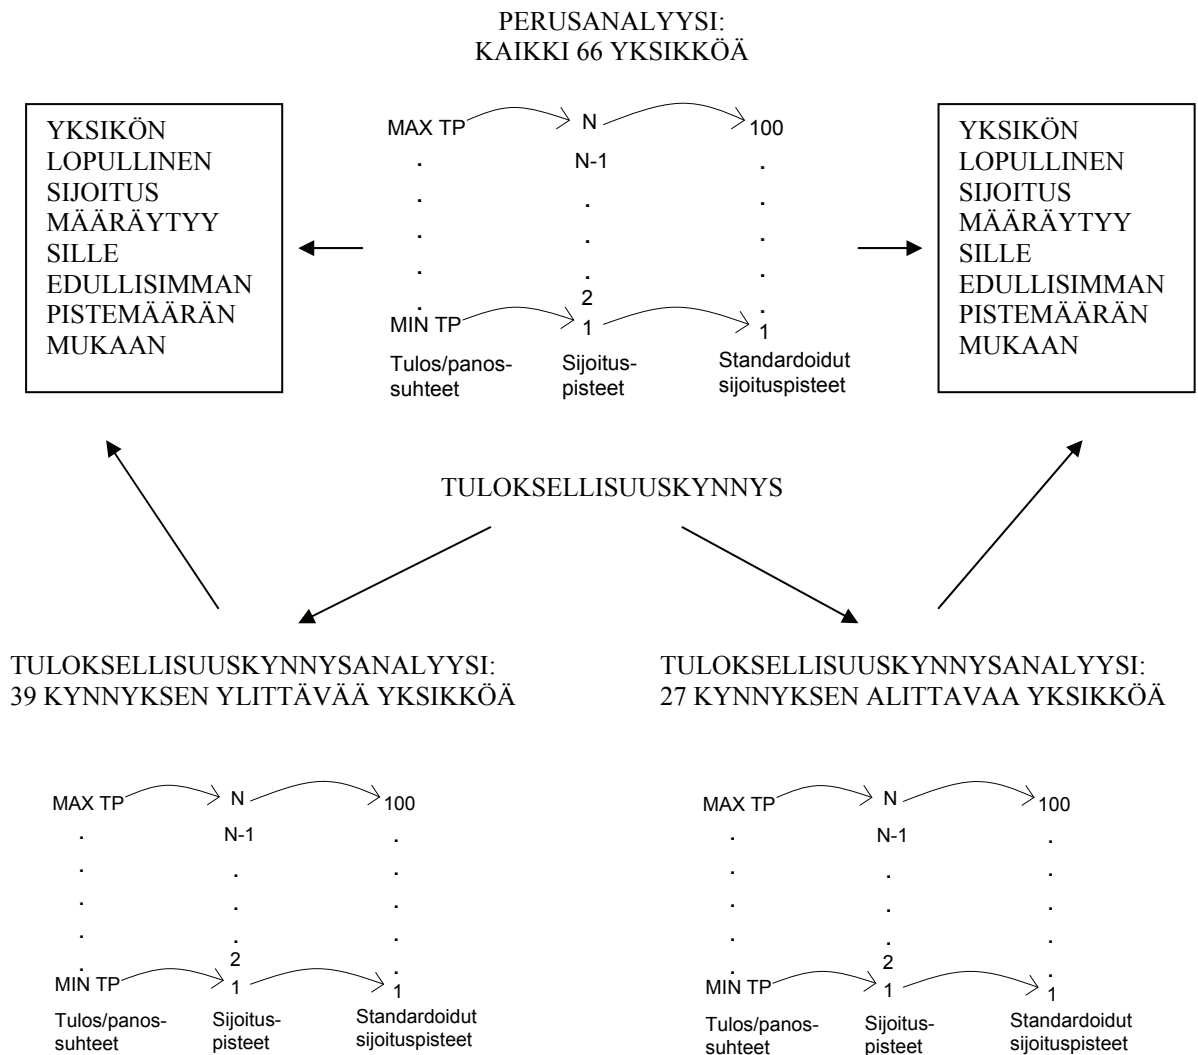 PERUSANALYYSI:
KAIKKI 66 YKSIKKÖÄ
YKSIKÖN
LOPULLINEN
SIJOITUS
MÄÄRÄYTYY
SILLE
EDULLISIMMAN
PISTEMÄÄRÄN
MUKAAN
MAX TP N 100
N-1
2
MIN TP 1 1
Tulos/panos-
suhteet
Sijoitus-
pisteet
Standardoidut
sijoituspisteet
YKSIKÖN
LOPULLINEN
SIJOITUS
MÄÄRÄYTYY
SILLE
EDULLISIMMAN
PISTEMÄÄRÄN
MUKAAN
TULOKSELLISUUSKYNNYS
TULOKSELLISUUSKYNNYSANALYYSI:
39 KYNNYKSEN YLITTÄVÄÄ YKSIKKÖÄ
MAX TP N 100
N-1
2
MIN TP 1 1
Tulos/panos-
suhteet
Sijoitus-
pisteet
Standardoidut
sijoituspisteet
TULOKSELLISUUSKYNNYSANALYYSI:
27 KYNNYKSEN ALITTAVAA YKSIKKÖÄ
MAX TP N 100
N-1
2
MIN TP 1 1
Tulos/panos-
suhteet
Sijoitus-
pisteet
Standardoidut
sijoituspisteet